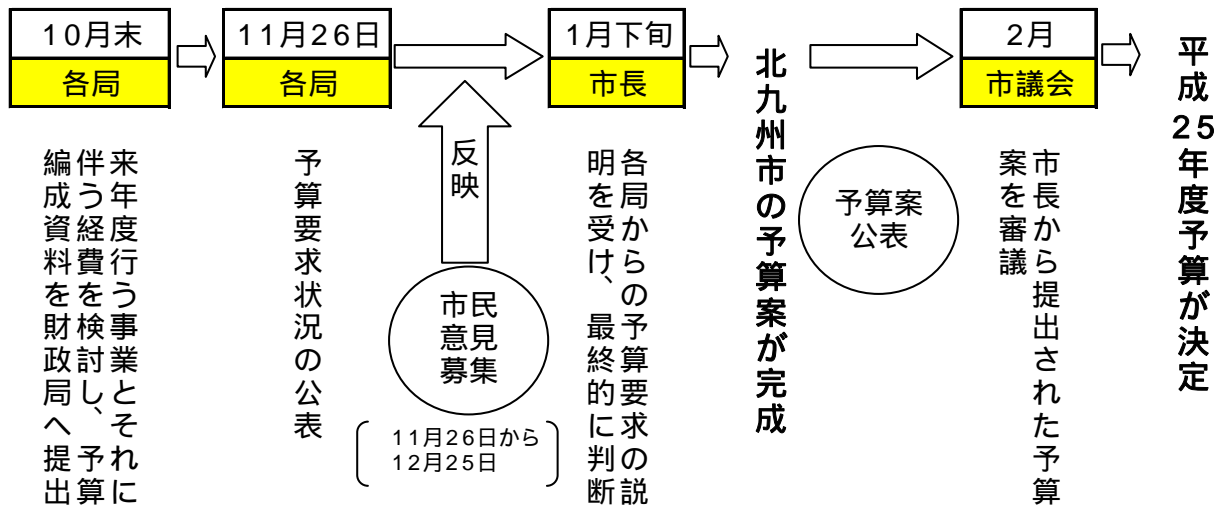 10月末
各局
来年度行う事業とそれに
伴う経費を検討し、予算
編成資料を財政局へ提出
11月26日
各局
予算要求状況の公表
反映
市民
意見
募集
11月26日から
12月25日
1月下旬
市長
各局からの予算要求の説
明を受け、最終的に判断
北九州市の予算案が完成
予算案
公表
2月
市議会
市長から提出された予算
案を審議
平成25年度予算が決定